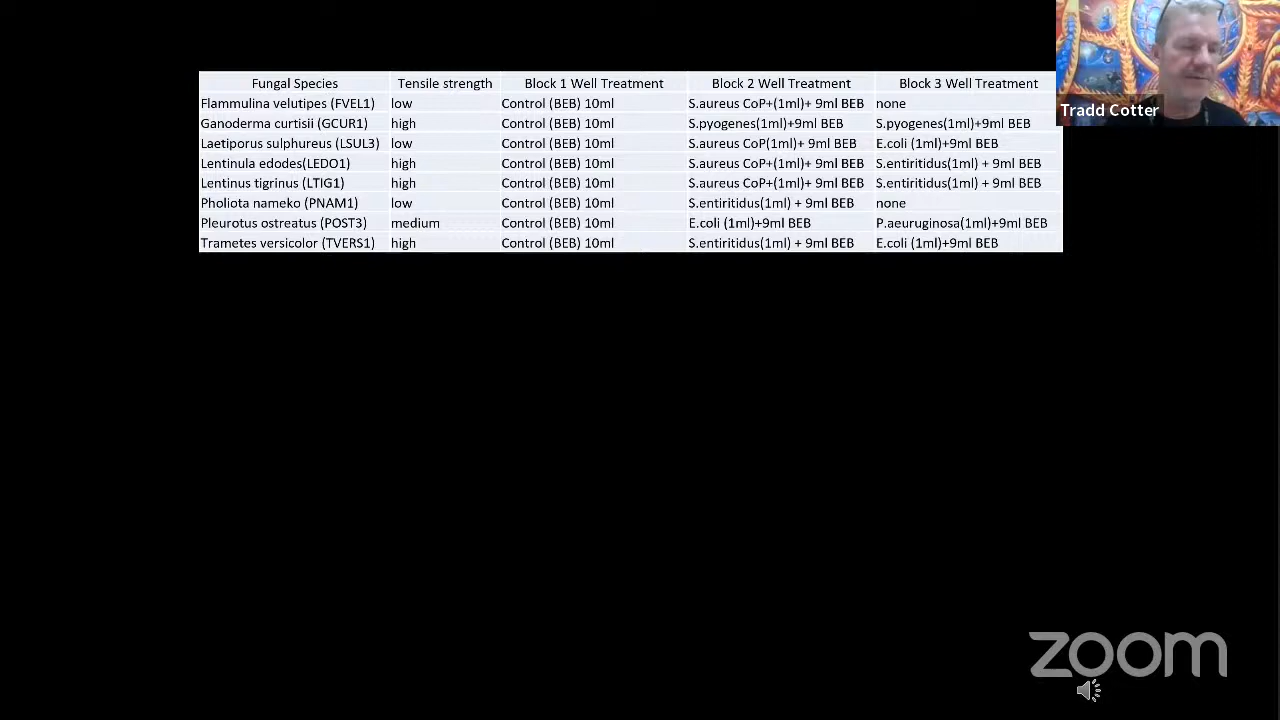 Fungal Species Tensile strength Block 1 Well Treatment Block 2 Well Treatment Block 3 Well Treatment
Flammulina velutipes (FVEL1) low Control (BEB) 10ml S.aureus CoP+(1ml)+ 9ml BEB none
Ganoderma curtisii (GCUR1) high Control (BEB) 10ml S.pyogenes(1ml)+9ml BEB S.pyogenes(1ml)+9ml BEB
Laetiporus sulphureus (LSUL3) low Control (BEB) 10ml S.aureus CoP(1ml)+ 9ml BEB E.coli (1ml)+9ml BEB
Lentinula edodes(LEDO1) high Control (BEB) 10ml S.aureus CoP+(1ml)+ 9ml BEB S.entiritidus(1ml) + 9ml BEB
Lentinus tigrinus (LTIG1) high Control (BEB) 10ml S.aureus CoP+(1ml)+ 9ml BEB S.entiritidus(1ml) + 9ml BEB
Pholiota nameko (PNAM1) low Control (BEB) 10ml S.entiritidus(1ml) + 9ml BEB none
Pleurotus ostreatus (POST3) medium Control (BEB) 10ml E.coli (1ml)+9ml BEB P.aeuruginosa(1ml)+9ml BEB
Trametes versicolor (TVERS1) high Control (BEB) 10ml S.entiritidus(1ml) + 9ml BEB E.coli (1ml)+9ml BEB
Tradd Cotter
zoom